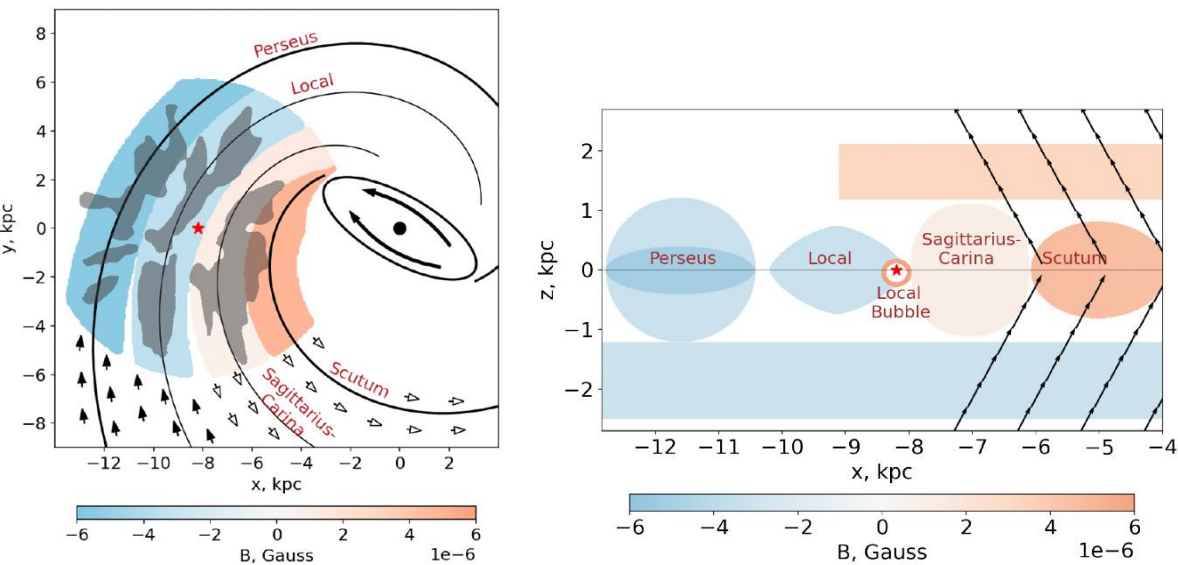 8
6
4
2
0
−2
−4
−6
−8
y, kpc
Perseus
Local
Scutum
Sagittarius-
Carina
−12 −10 −8 −6 −4 −2 0 2
x, kpc
−6 −4 −2 0 2 4 6
B, Gauss 1e−6
2
1
0
−1
−2
z, kpc
Perseus
Local
Local
Bubble
Sagittarius-
Carina
Scutum
−12 −11 −10 −9 −8 −7 −6 −5 −4
x, kpc
−6 −4 −2 0 2 4 6
B, Gauss 1e−6